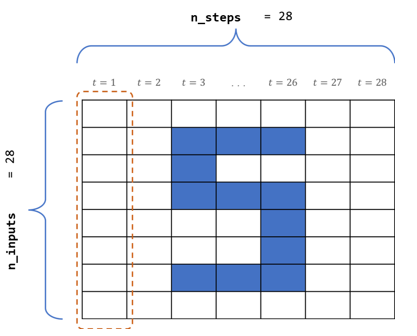 n_steps = 28
t = 1 t = 2 t = 3 ... t = 26 t = 27 t = 28
n_inputs = 28